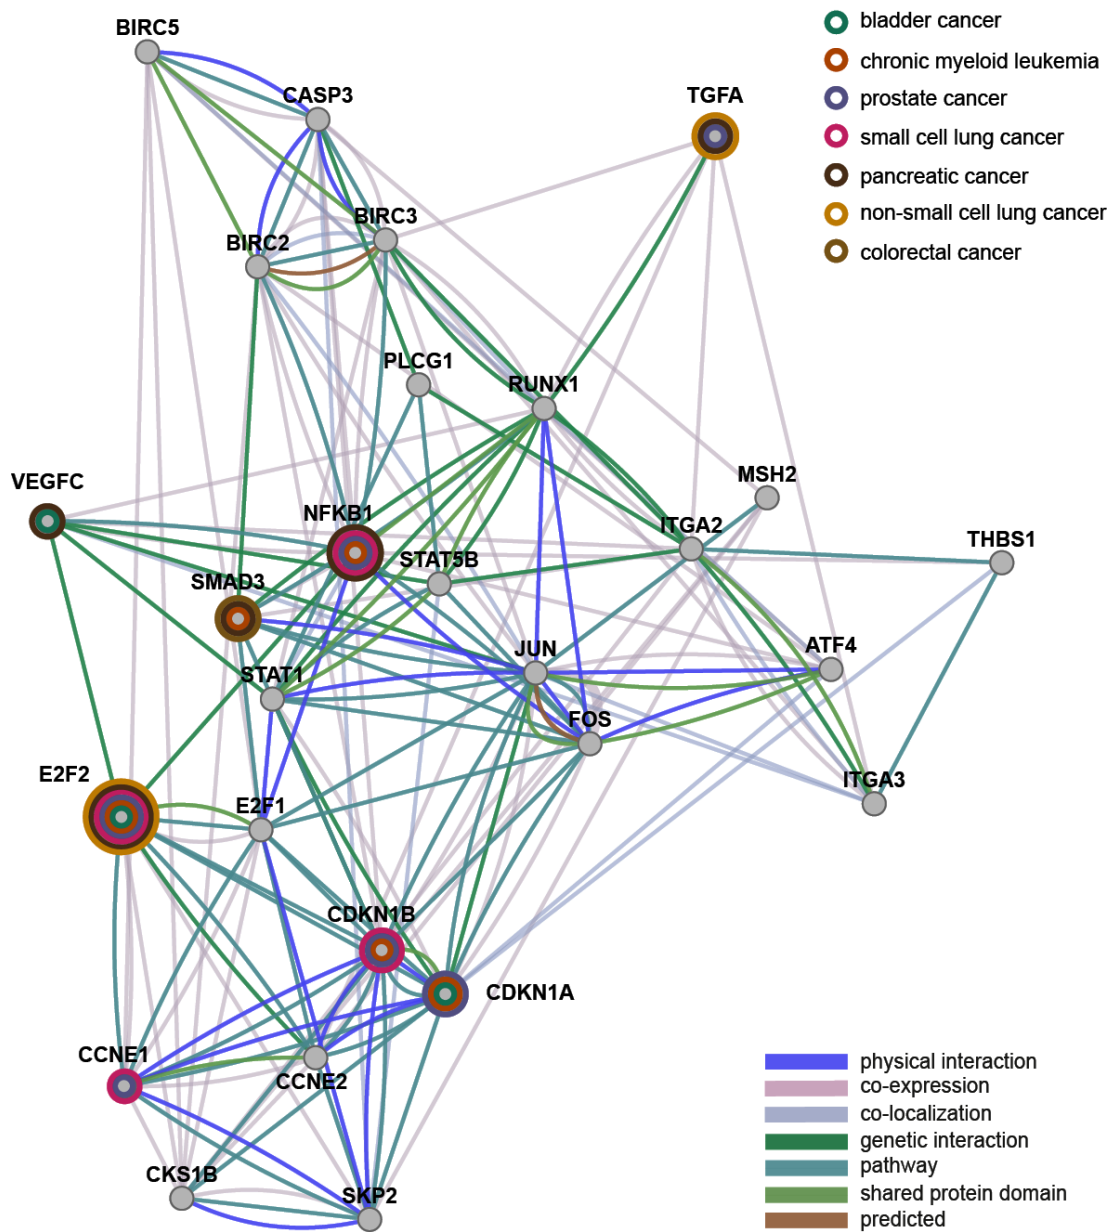 BIRC5
bladder cancer
chronic myeloid leukemia
CASP3
TGFA
prostate cancer
small cell lung cancer
pancreatic cancer
non-small cell lung cancer
BIRC3
BIRC2
colorectal cancer
PLCG1
RUNX1
MSH2
VEGFC
NFKB1
ITGA2
THBS1
STAT5B
SMAD3
JUN
ATF4
STAT1
FOS
E2F2
E2F1
ITGA3
CDKN1B
CDKN1A
CCNE1
CCNE2
physical interaction
co-expression
co-localization
genetic interaction
pathway
CKS1B
SKP2
shared protein domain
predicted